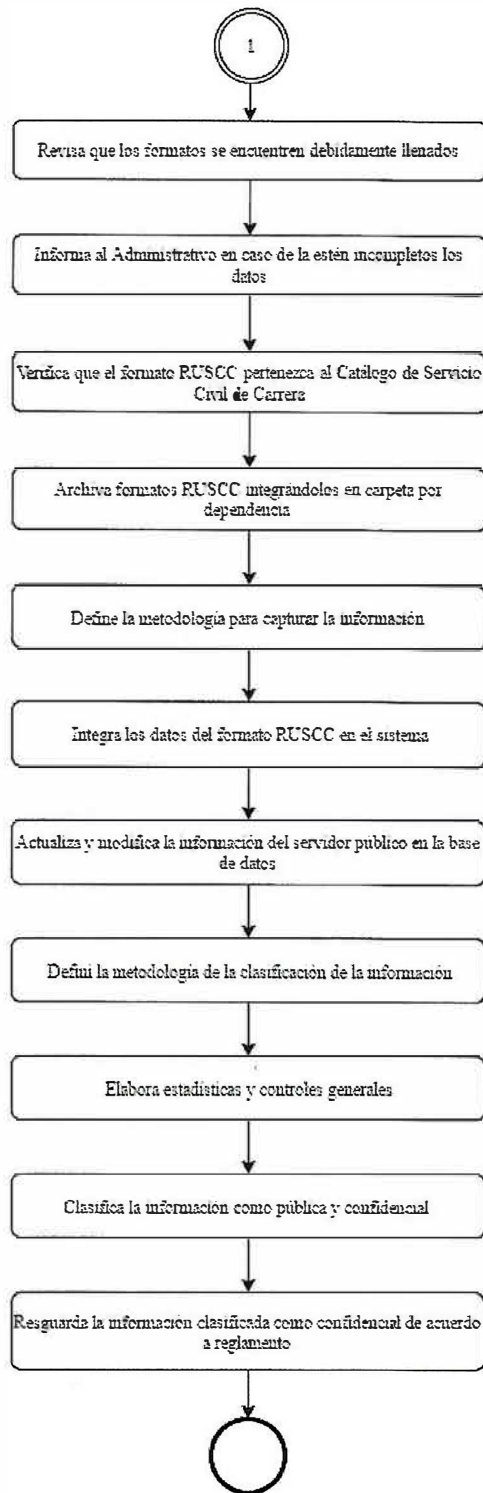 1
Revisa que los formatos se encuentren debidamente llenados
Informa al Administrativo en caso de la estén incompletos los
datos
Verifica que el formato RUSCC pertenezca al Catálogo de Servicio
Civil de Carrera
Archiva formatos RUSCC integrándolos en carpeta por
dependencia
Define la metodología para capturar la información
Integra los datos del formato RUSCC en el sistema
Actualiza y modifica la información del servidor público en la base
de datos
Defini la metodología de la clasificación de la información
Elabora estadísticas y controles generales
Clasifica la información como pública y confidencial
Resguarda la información clasificada como confidencial de acuerdo
a reglamento